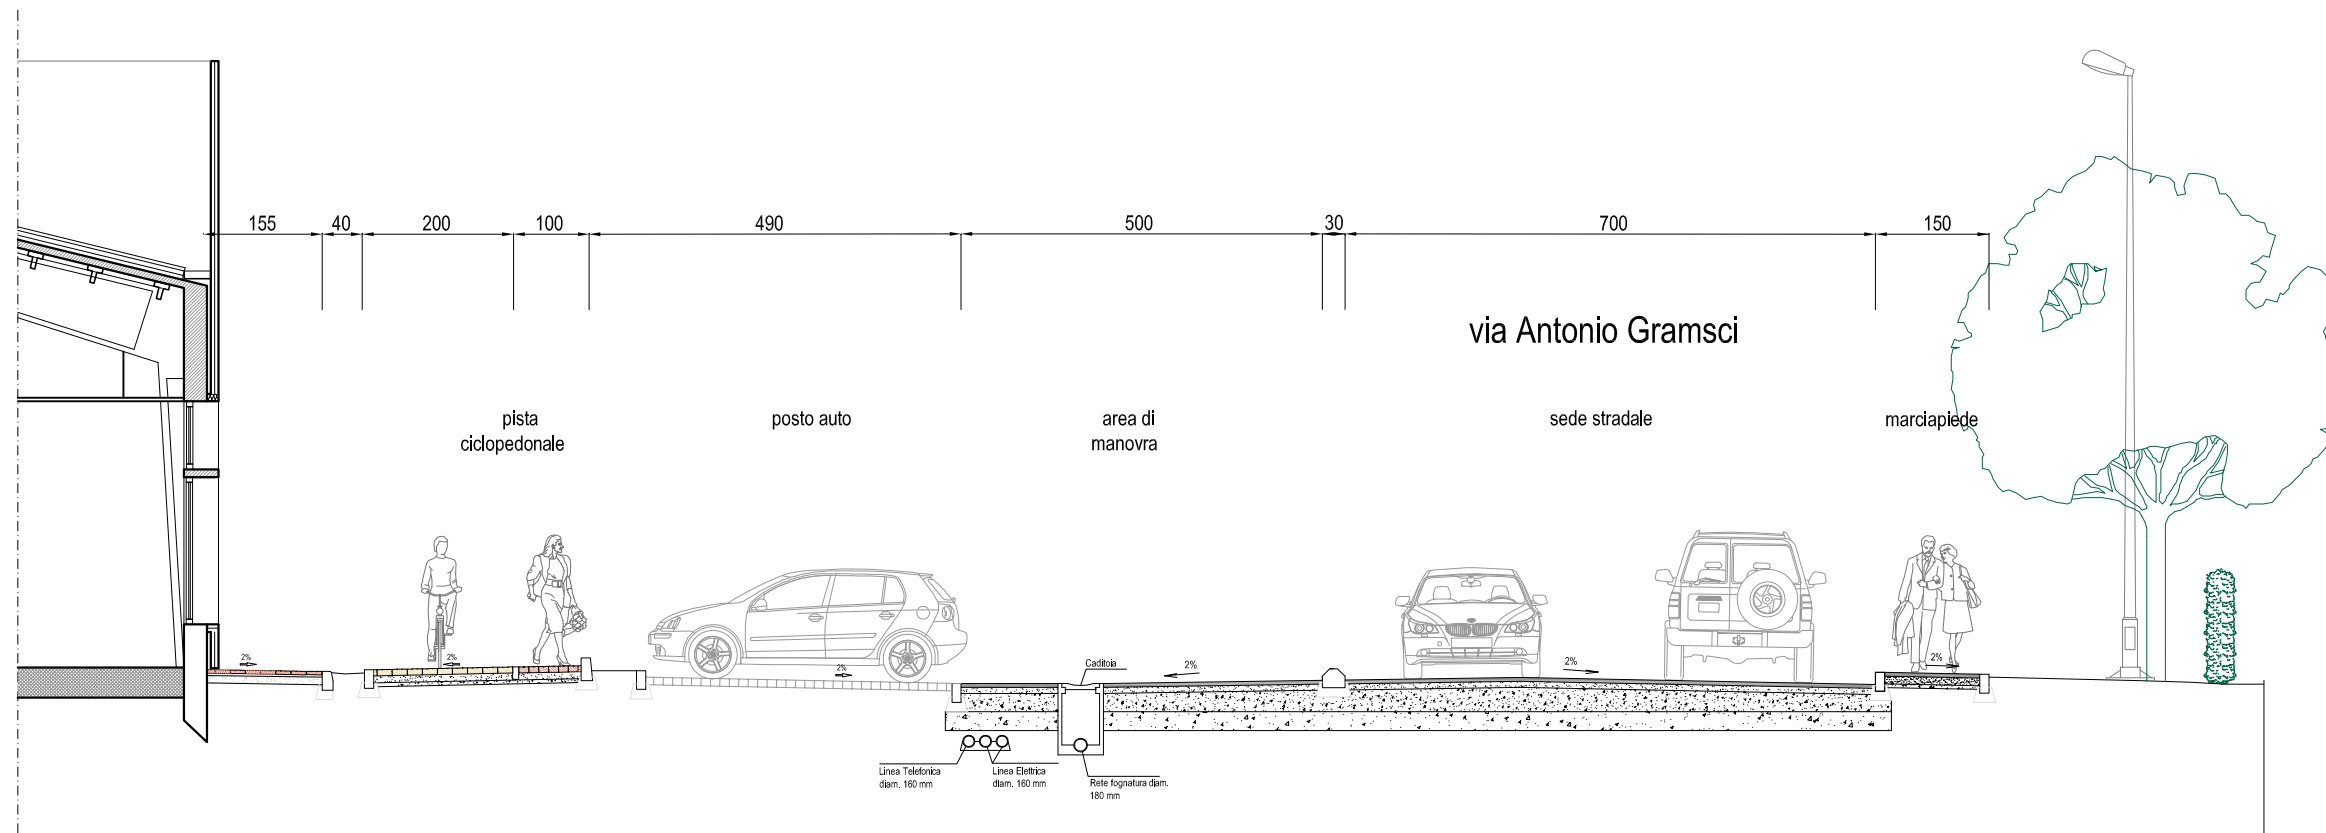 155 40 200 100 490 500 30 700 150
via Antonio Gramsci
pista
ciclopedonale
posto auto
area di
manovra
sede stradale
marciapiede
2%
2%
2%
Caditoia
2%
2%
2%
Linea Telefonica
diam. 160 mm
Linea Elettrica
diam. 160 mm
Rete fognatura diam.
180 mm